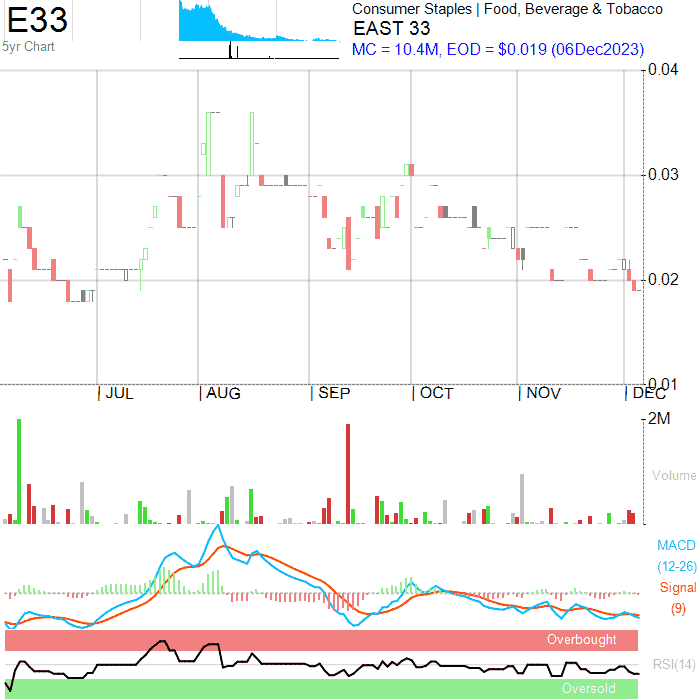 E33
5yr Chart
Consumer Staples | Food, Beverage & Tobacco
EAST 33
MC = 10.4M, EOD = $0.019 (06Dec2023)
0.04
0.03
0.02
0.01
JUL
AUG
SEP
OCT
NOV
DEC
2M
Volume
MACD
(12-26)
Signal
(9)
Overbought
RSI(14)
Oversold